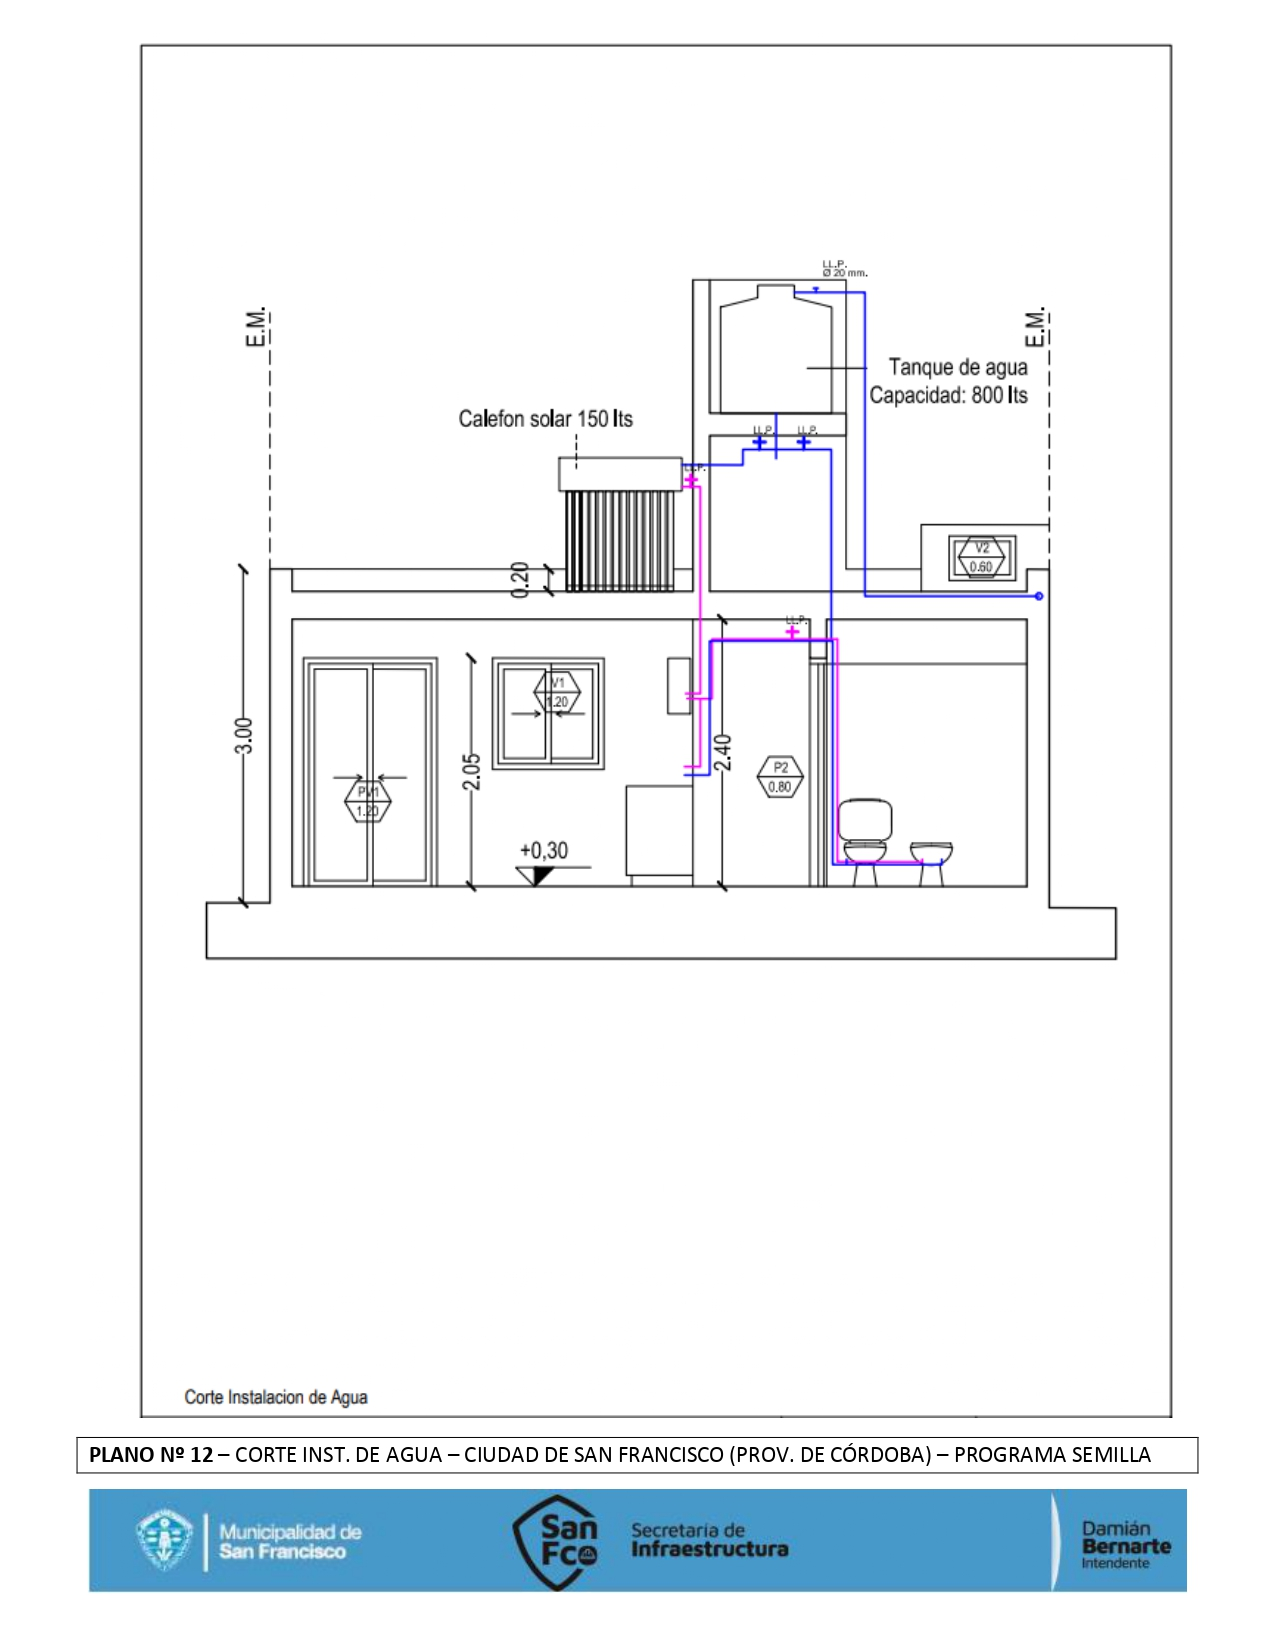 LL.P.
Ø 20 mm.
E.M.
E.M.
Tanque de agua
Capacidad: 800 lts
Calefon solar 150 lts
LL.P.
LL.P.
LL.P.
V2
0.60
0.20
LL.P.
V1
1.20
3.00
2.05
2.40
P2
0.80
PV1
1.20
+0,30
Corte Instalacion de Agua
PLANO Nº 12 – CORTE INST. DE AGUA – CIUDAD DE SAN FRANCISCO (PROV. DE CÓRDOBA) – PROGRAMA SEMILLA
Municipalidad de
San Francisco
San
Fco
Secretaría de
Infraestructura
Damián
Bernarte
Intendente